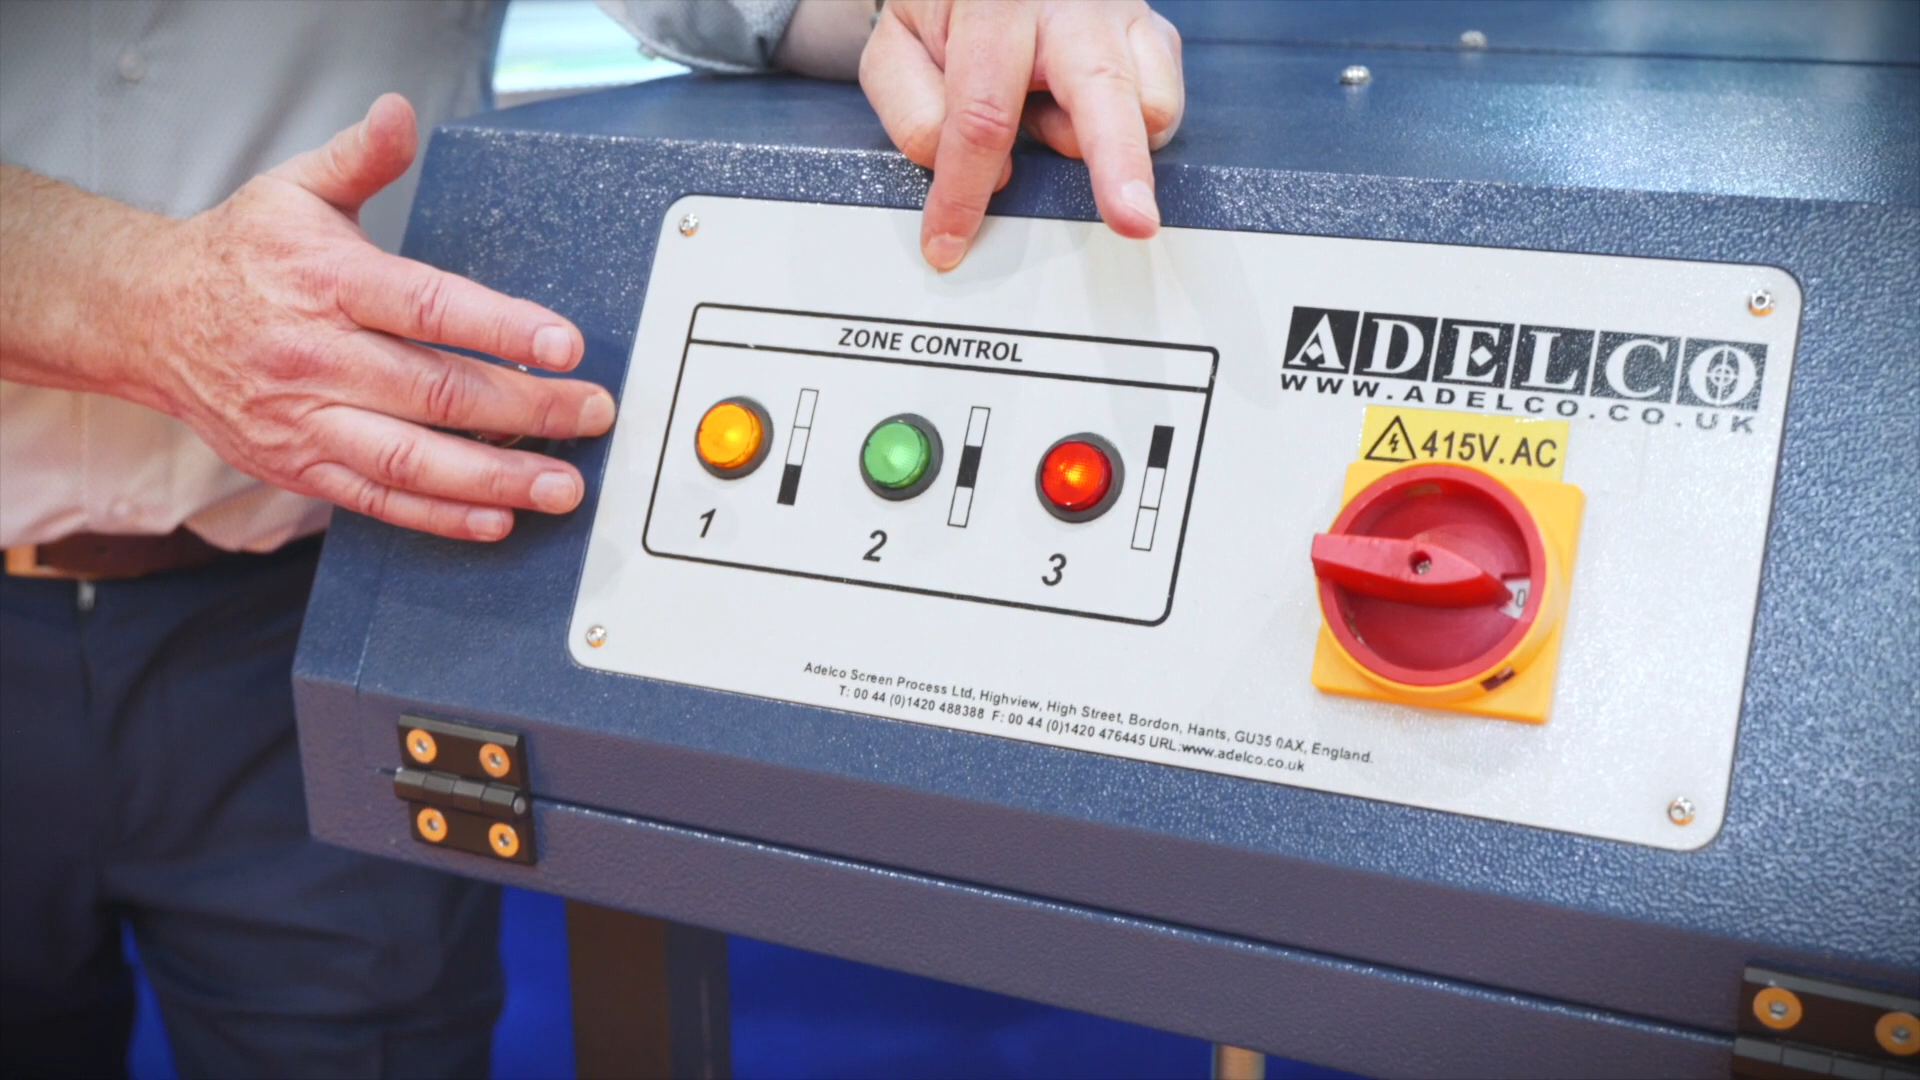 ZONE CONTROL
1
2
3
ADELCO
WWW.ADELCO.CO.UK
415V.AC
0
Adelco Screen Process Ltd, Highview, High Street, Bordon, Hants, GU35 0AX, England.
T: 00 44 (0)1420 488388 F: 00 44 (0)1420 476445 URL:www.adelco.co.uk